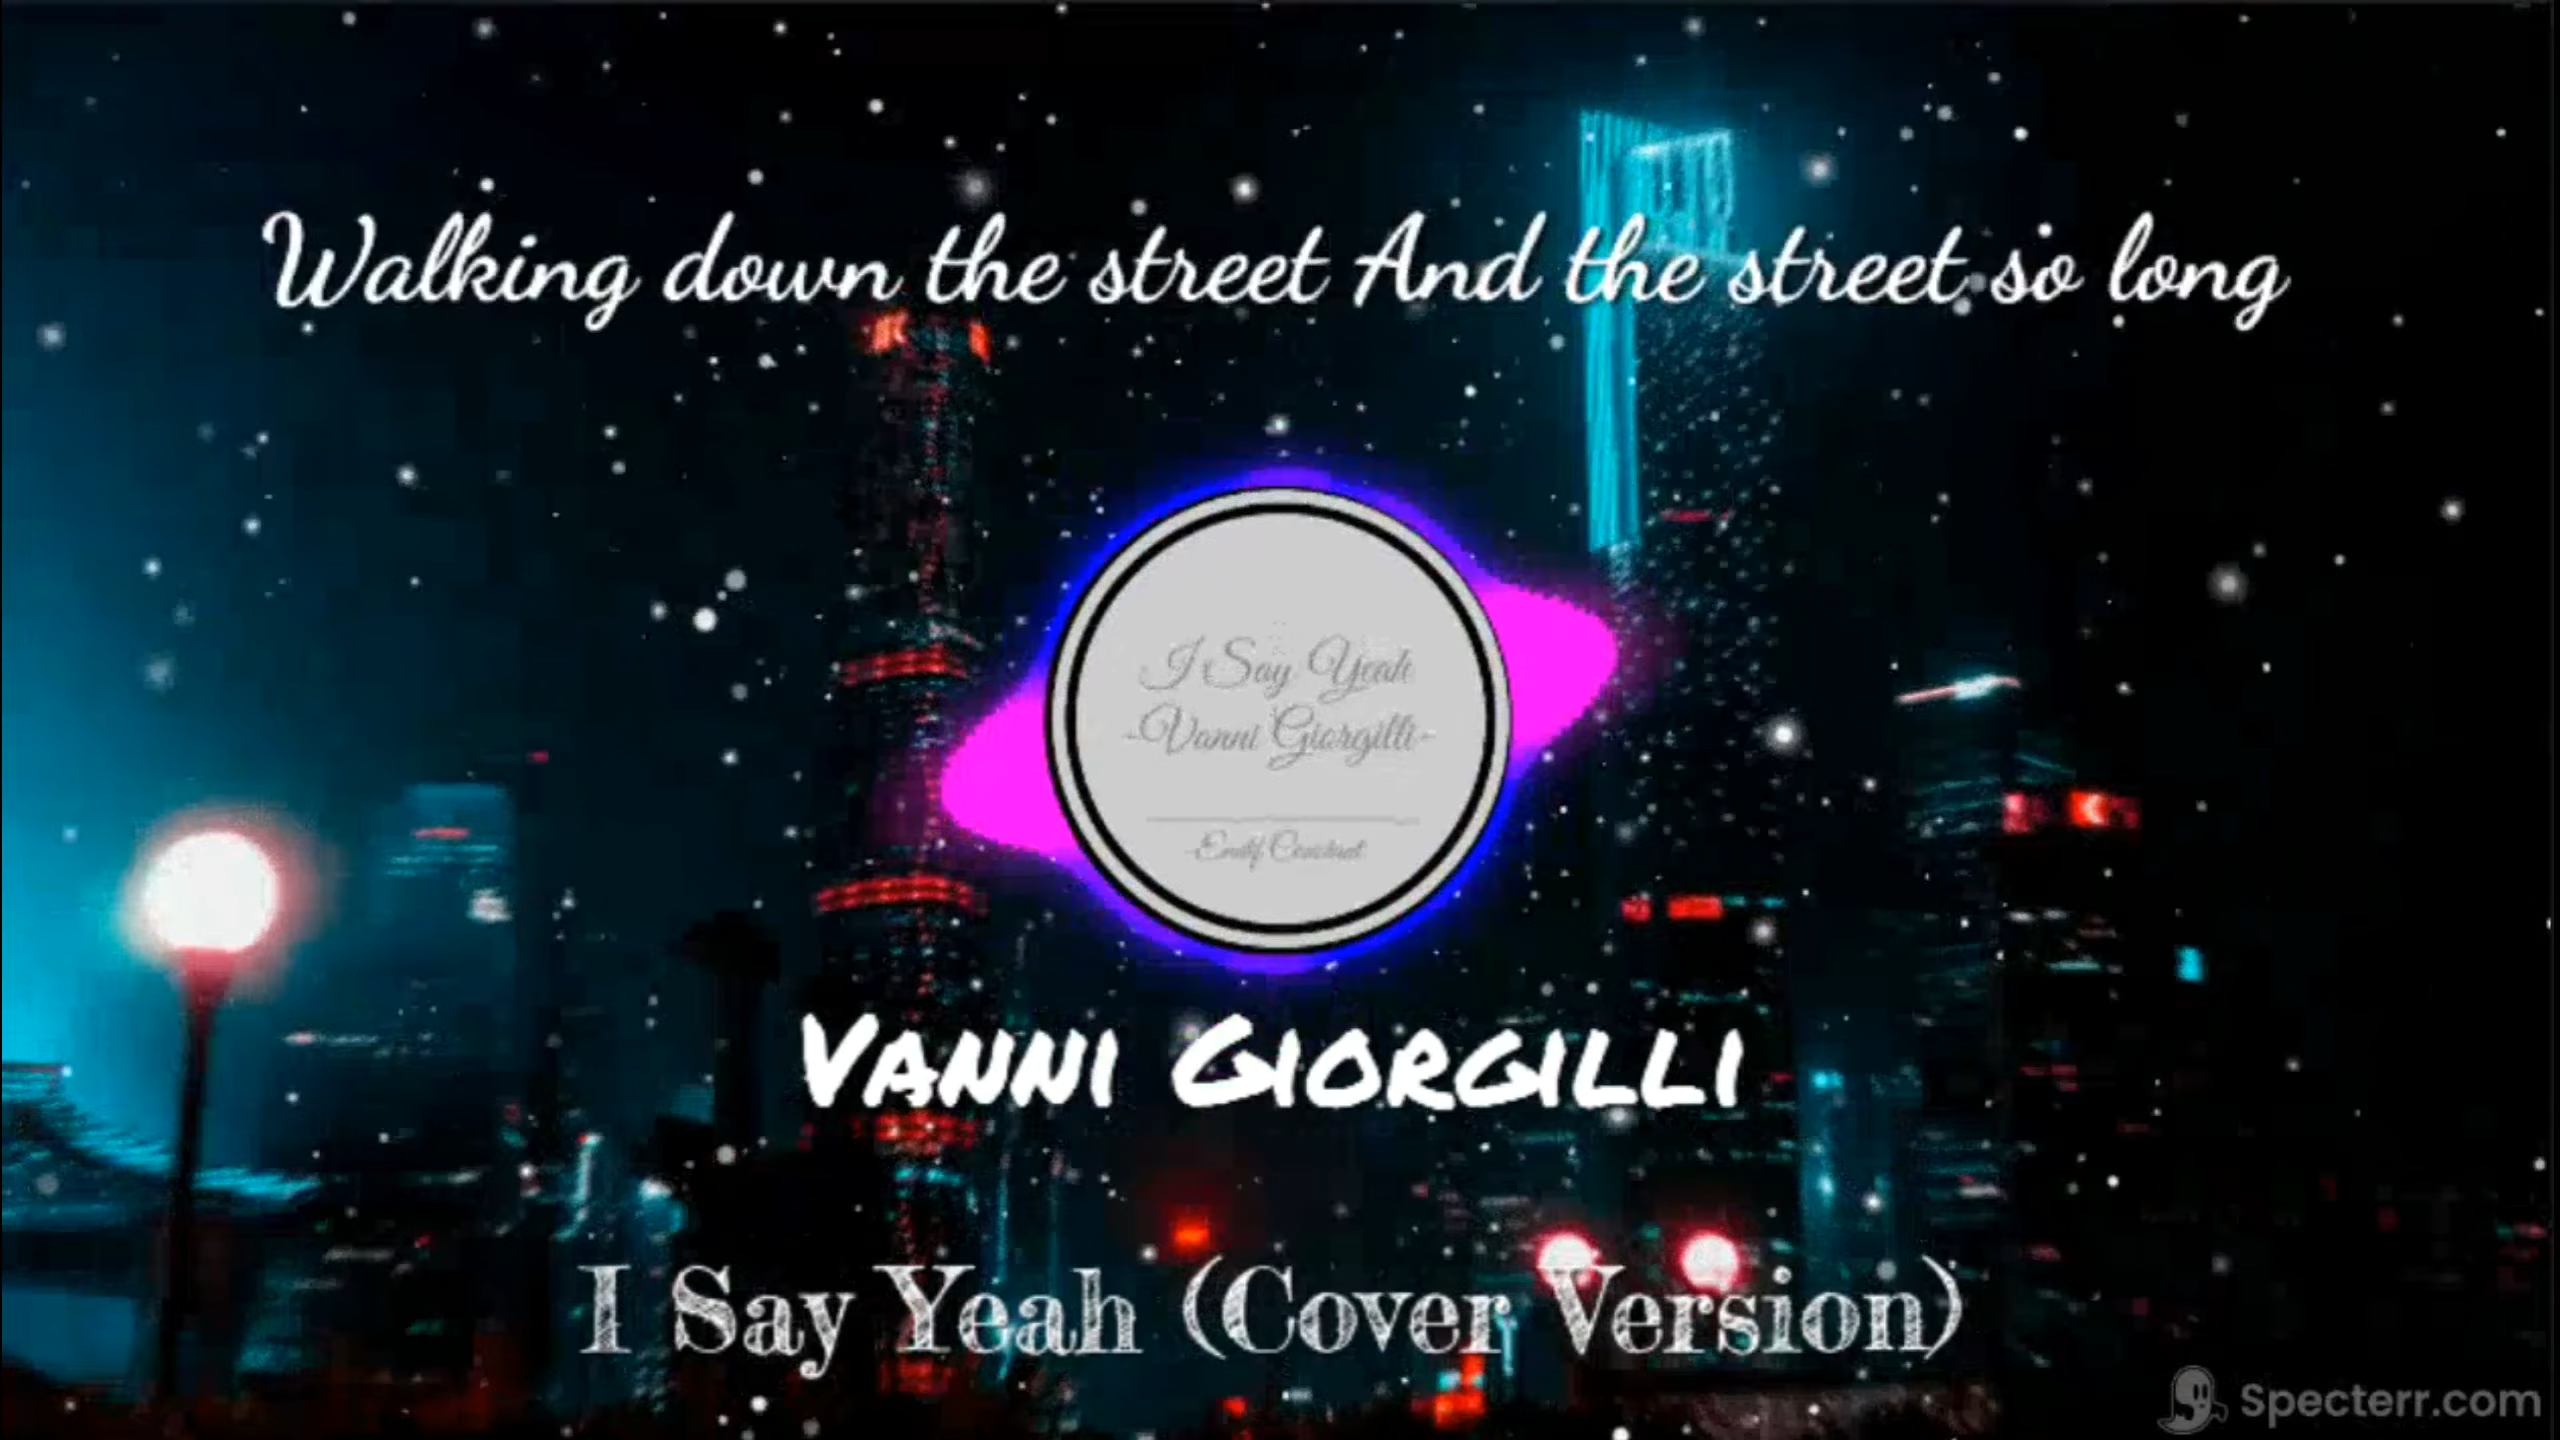 Walking down the street And the street so long
I Say Yeah
-Vanni Giorgilli-
Vanni Giorgilli
I Say Yeah (Cover Version)
Specterr.com